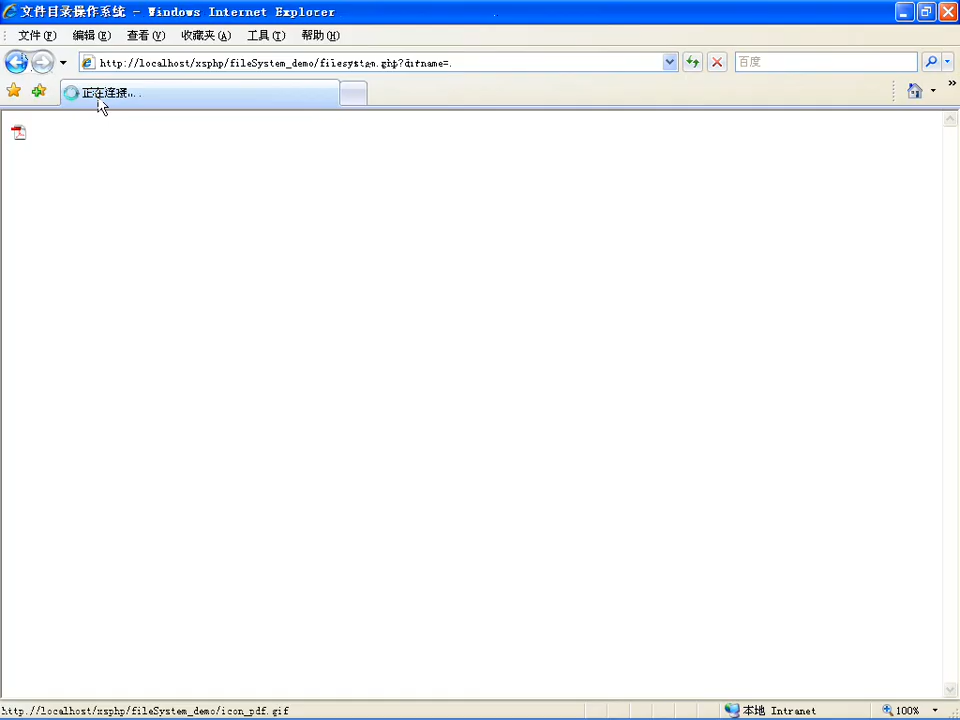 文件目录操作系统 - Windows Internet Explorer
文件(F) 编辑(E) 查看(V) 收藏夹(A) 工具(T) 帮助(H)
http://localhost/xsphp/fileSystem_demo/filesystem.php?dirname=.
百度
正在连接...
http://localhost/xsphp/fileSystem_demo/icon_pdf.gif
本地 Intranet
100%